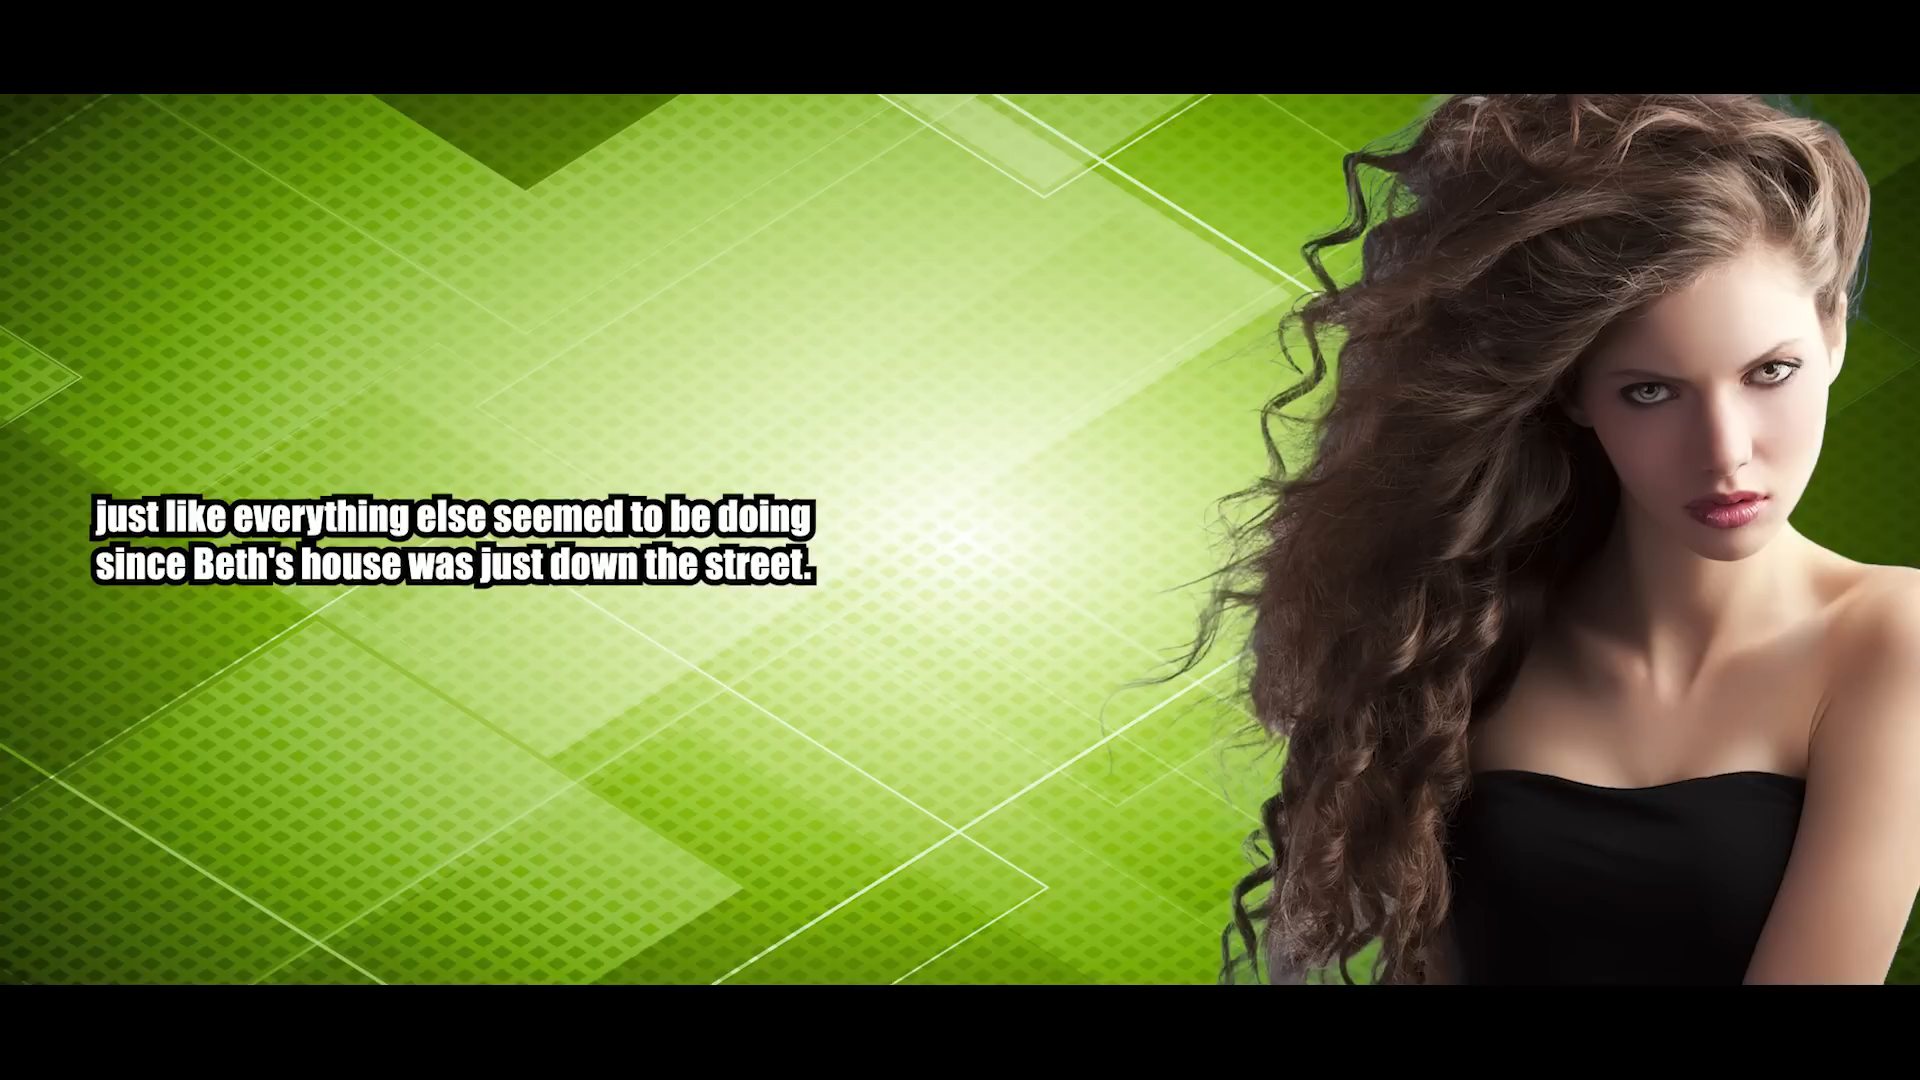 just like everything else seemed to be doing
since Beth's house was just down the street.